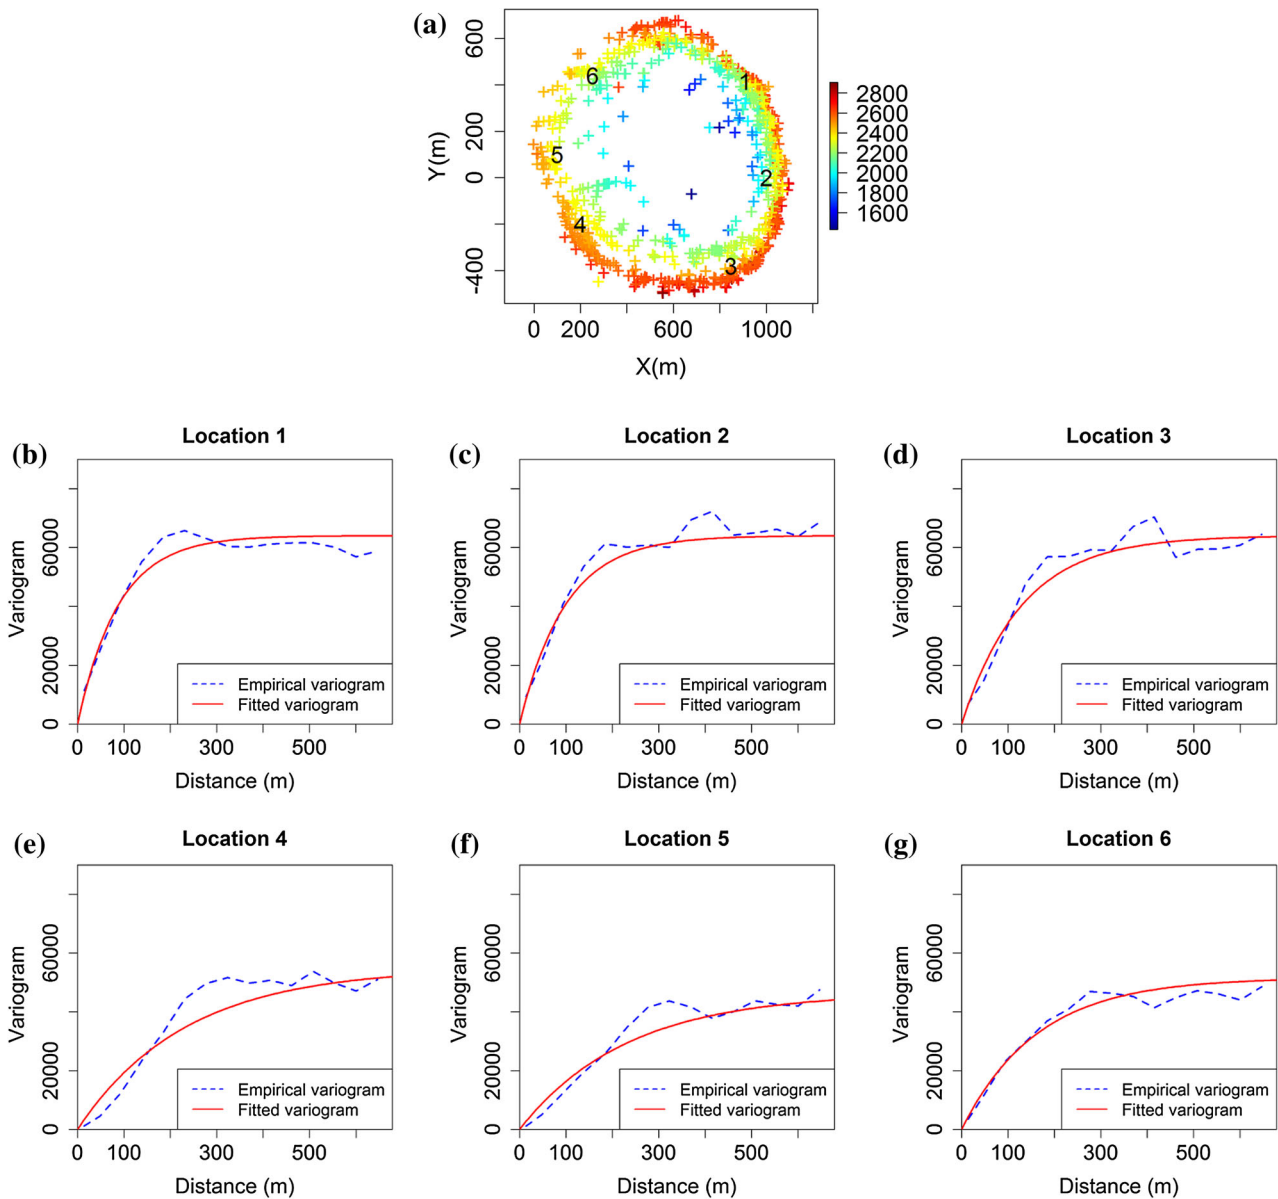 (a)
600
200
0
-400
Y(m)
0 200 600 1000
X(m)
1
2
3
4
5
6
2800
2600
2400
2200
2000
1800
1600
(b)
Location 1
60000
20000
0
Variogram
0 100 300 500
Distance (m)
Empirical variogram
Fitted variogram
(c)
Location 2
60000
20000
0
Variogram
0 100 300 500
Distance (m)
Empirical variogram
Fitted variogram
(d)
Location 3
60000
20000
0
Variogram
0 100 300 500
Distance (m)
Empirical variogram
Fitted variogram
(e)
Location 4
60000
20000
0
Variogram
0 100 300 500
Distance (m)
Empirical variogram
Fitted variogram
(f)
Location 5
60000
20000
0
Variogram
0 100 300 500
Distance (m)
Empirical variogram
Fitted variogram
(g)
Location 6
60000
20000
0
Variogram
0 100 300 500
Distance (m)
Empirical variogram
Fitted variogram